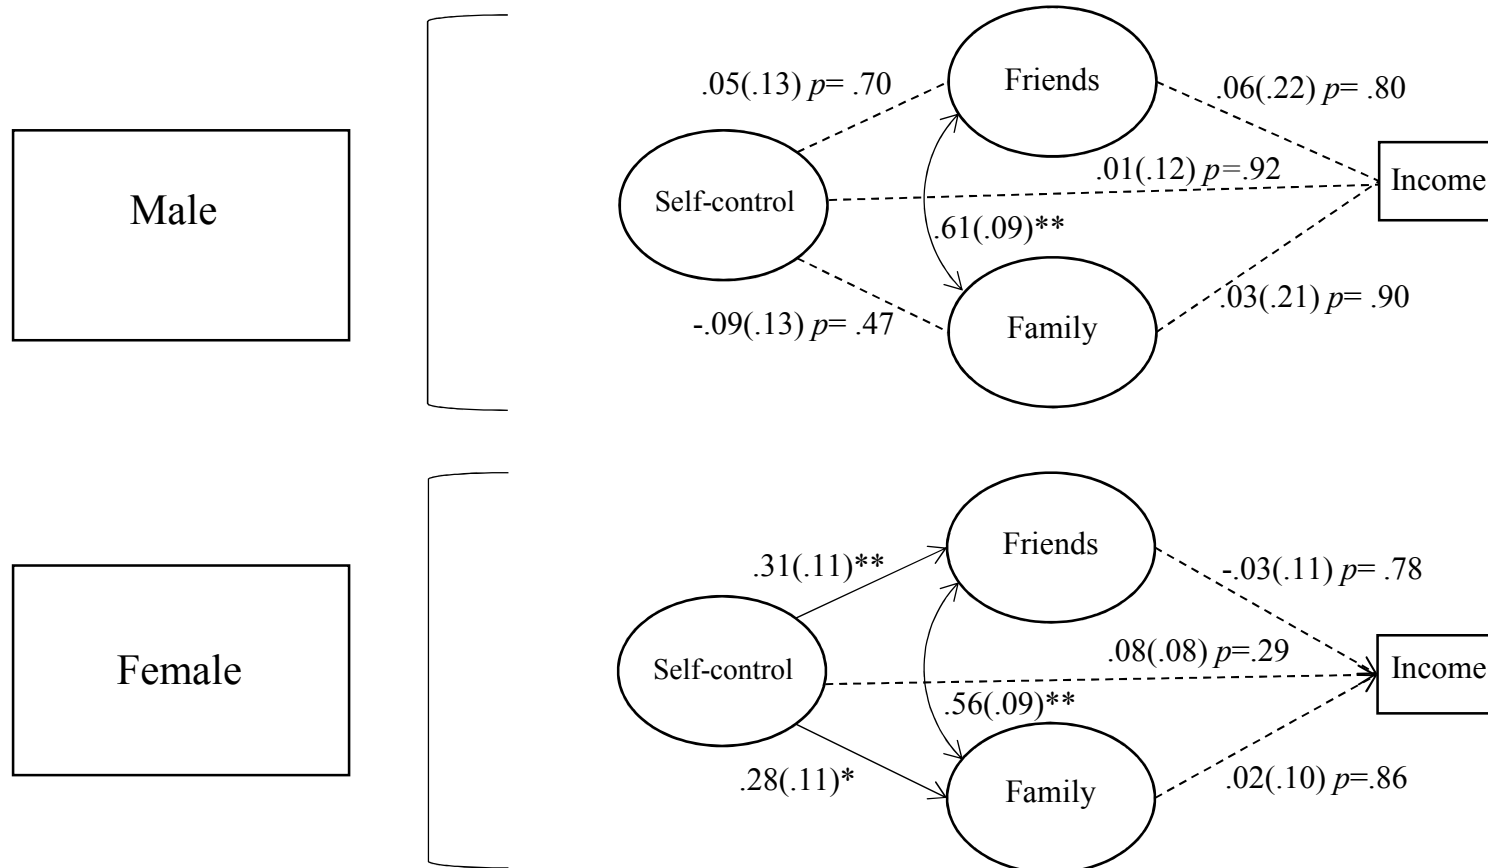 Male
Friends
.05(.13) p= .70
.06(.22) p= .80
Self-control
.01(.12) p=.92
Income
.61(.09)**
-.09(.13) p= .47
Family
.03(.21) p= .90
Female
Friends
.31(.11)**
-.03(.11) p= .78
Self-control
.08(.08) p=.29
Income
.56(.09)**
.28(.11)*
Family
.02(.10) p=.86